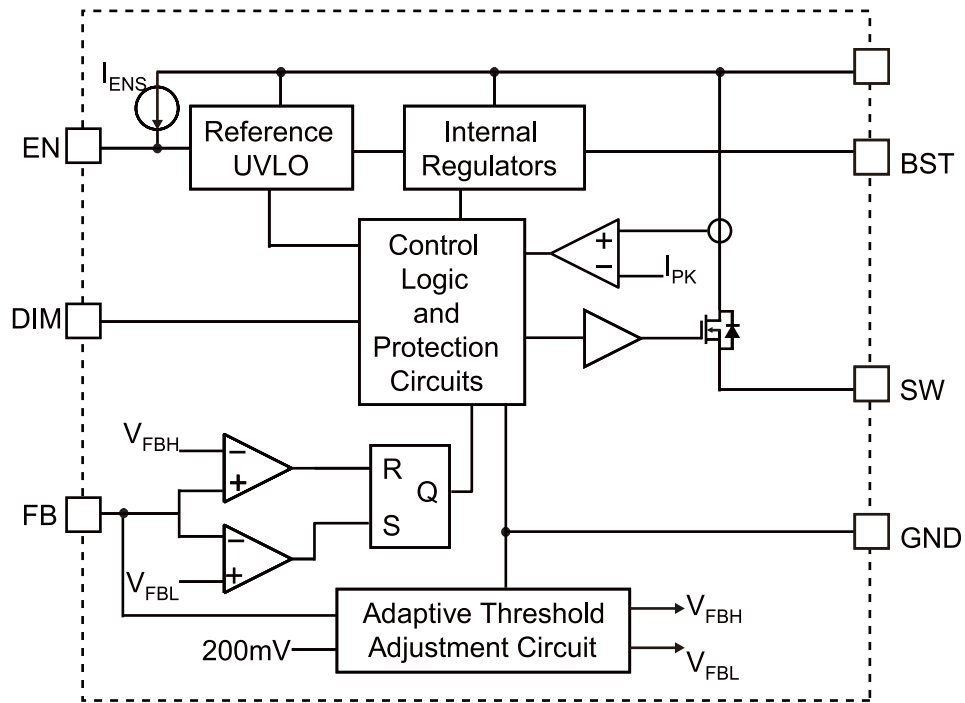 I_ENS
EN
Reference
UVLO
Internal
Regulators
BST
DIM
Control
Logic
and
Protection
Circuits
+
−
I_PK
SW
V_FBH
−
+
FB
−
+
V_FBL
R
S
Q
GND
Adaptive Threshold
Adjustment Circuit
200mV
V_FBH
V_FBL